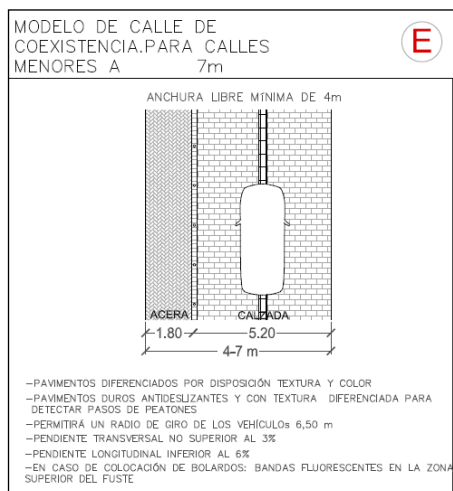 MODELO DE CALLE DE
COEXISTENCIA.PARA CALLES
MENORES A 7m
E
ANCHURA LIBRE MÍNIMA DE 4m
ACERA CALZADA
1.80 5.20
4-7 m
-PAVIMENTOS DIFERENCIADOS POR DISPOSICIÓN TEXTURA Y COLOR
-PAVIMENTOS DUROS ANTIDESLIZANTES Y CON TEXTURA DIFERENCIADA PARA
DETECTAR PASOS DE PEATONES
-PERMITIRÁ UN RADIO DE GIRO DE LOS VEHÍCULOs 6,50 m
-PENDIENTE TRANSVERSAL NO SUPERIOR AL 3%
-PENDIENTE LONGITUDINAL INFERIOR AL 6%
-EN CASO DE COLOCACIÓN DE BOLARDOS: BANDAS FLUORESCENTES EN LA ZONA
SUPERIOR DEL FUSTE